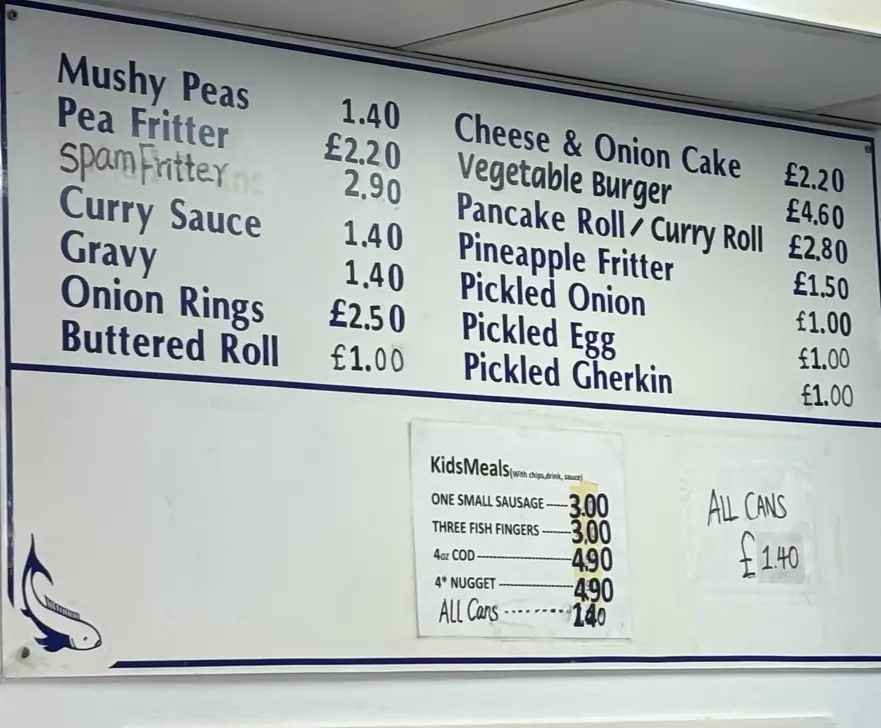 Mushy Peas 1.40
Pea Fritter £2.20
Spam Fritter 2.90
Curry Sauce 1.40
Gravy 1.40
Onion Rings £2.50
Buttered Roll £1.00
Cheese & Onion Cake £2.20
Vegetable Burger £4.60
Pancake Roll / Curry Roll £2.80
Pineapple Fritter £1.50
Pickled Onion £1.00
Pickled Egg £1.00
Pickled Gherkin £1.00
KidsMeals(With chips,drink, sauce)
ONE SMALL SAUSAGE 3.00
THREE FISH FINGERS 3.00
4oz COD 4.90
4* NUGGET 4.90
ALL Cans 1.40
ALL CANS
£1.40